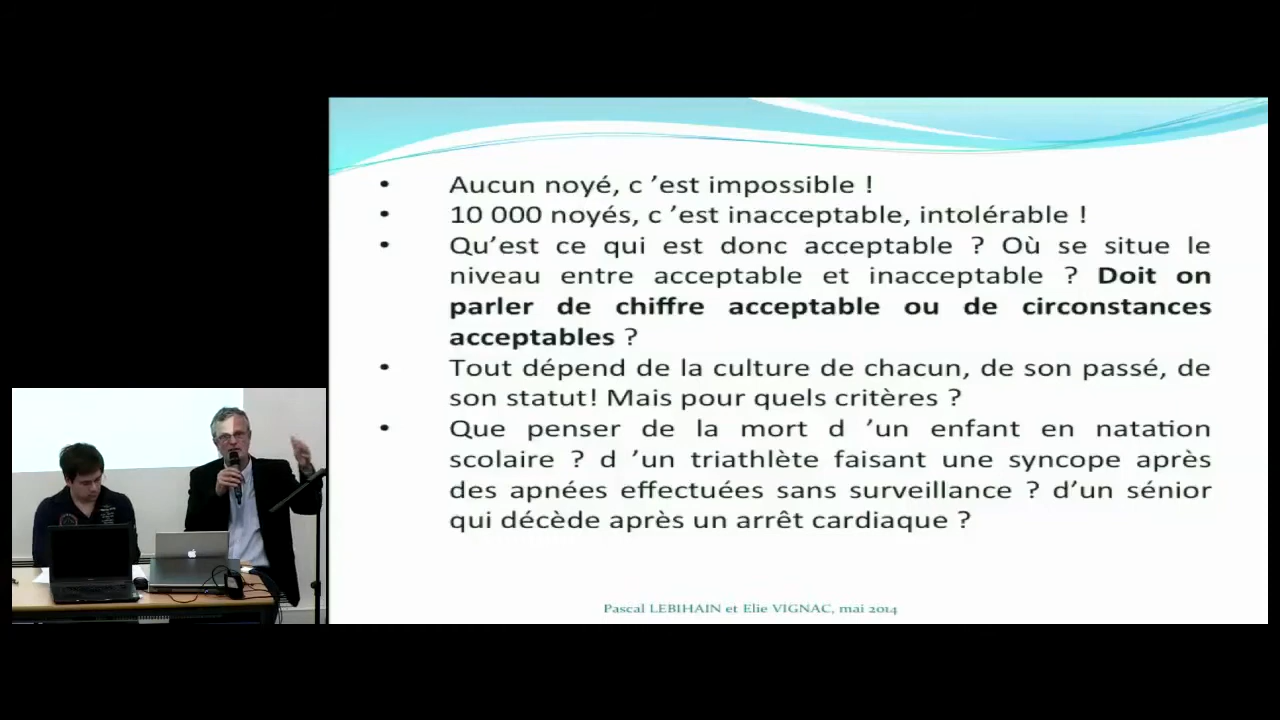 • Aucun noyé, c ’est impossible !
• 10 000 noyés, c ’est inacceptable, intolérable !
• Qu’est ce qui est donc acceptable ? Où se situe le
niveau entre acceptable et inacceptable ? Doit on
parler de chiffre acceptable ou de circonstances
acceptables ?
• Tout dépend de la culture de chacun, de son passé, de
son statut! Mais pour quels critères ?
• Que penser de la mort d ’un enfant en natation
scolaire ? d ’un triathlète faisant une syncope après
des apnées effectuées sans surveillance ? d’un sénior
qui décède après un arrêt cardiaque ?
Pascal LEBIHAIN et Elie VIGNAC, mai 2014